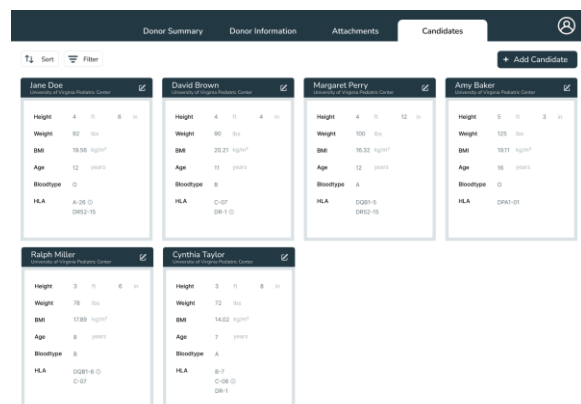 Donor Summary Donor Information Attachments Candidates
Sort Filter + Add Candidate
Jane Doe
University of Virginia Pediatric Center
Height 4 ft 6 in
Weight 92 lbs
BMI 19.56 kg/m²
Age 12 years
Bloodtype O
HLA A-26
DR52-15
David Brown
University of Virginia Pediatric Center
Height 4 ft 4 in
Weight 90 lbs
BMI 20.21 kg/m²
Age 11 years
Bloodtype B
HLA C-07
DR-1
Margaret Perry
University of Virginia Pediatric Center
Height 4 ft 12 in
Weight 100 lbs
BMI 16.32 kg/m²
Age 12 years
Bloodtype A
HLA DQB1-5
DR52-15
Amy Baker
University of Virginia Pediatric Center
Height 5 ft 3 in
Weight 125 lbs
BMI 19.11 kg/m²
Age 16 years
Bloodtype O
HLA DPA1-01
Ralph Miller
University of Virginia Pediatric Center
Height 3 ft 6 in
Weight 78 lbs
BMI 17.89 kg/m²
Age 8 years
Bloodtype B
HLA DQB1-6
C-07
Cynthia Taylor
University of Virginia Pediatric Center
Height 3 ft 8 in
Weight 72 lbs
BMI 14.02 kg/m²
Age 7 years
Bloodtype A
HLA B-7
C-08
DR-1